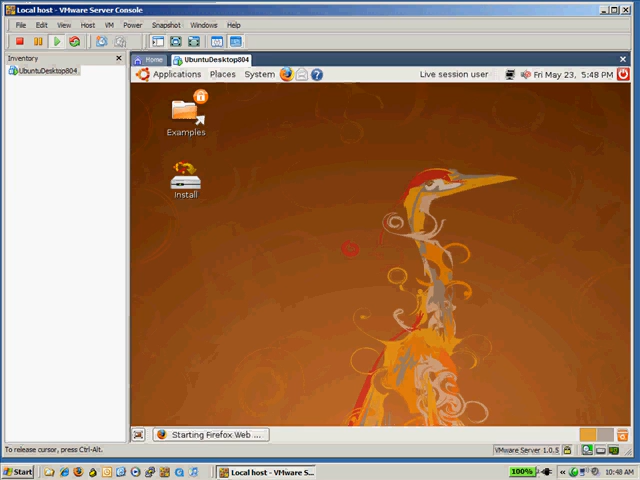 Local host - VMware Server Console
File Edit View Host VM Power Snapshot Windows Help
Inventory
UbuntuDesktop804
Home UbuntuDesktop804
Applications Places System Live session user Fri May 23, 5:48 PM
Examples
Install
Starting Firefox Web ...
To release cursor, press Ctrl-Alt. VMware Server 1.0.5
Start Local host - VMware S... 100% « 10:48 AM